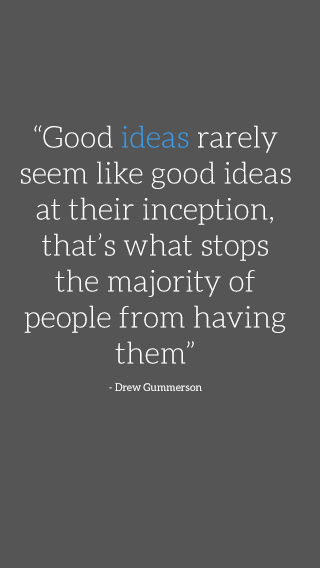 “Good ideas rarely
seem like good ideas
at their inception,
that’s what stops
the majority of
people from having
them”
- Drew Gummerson